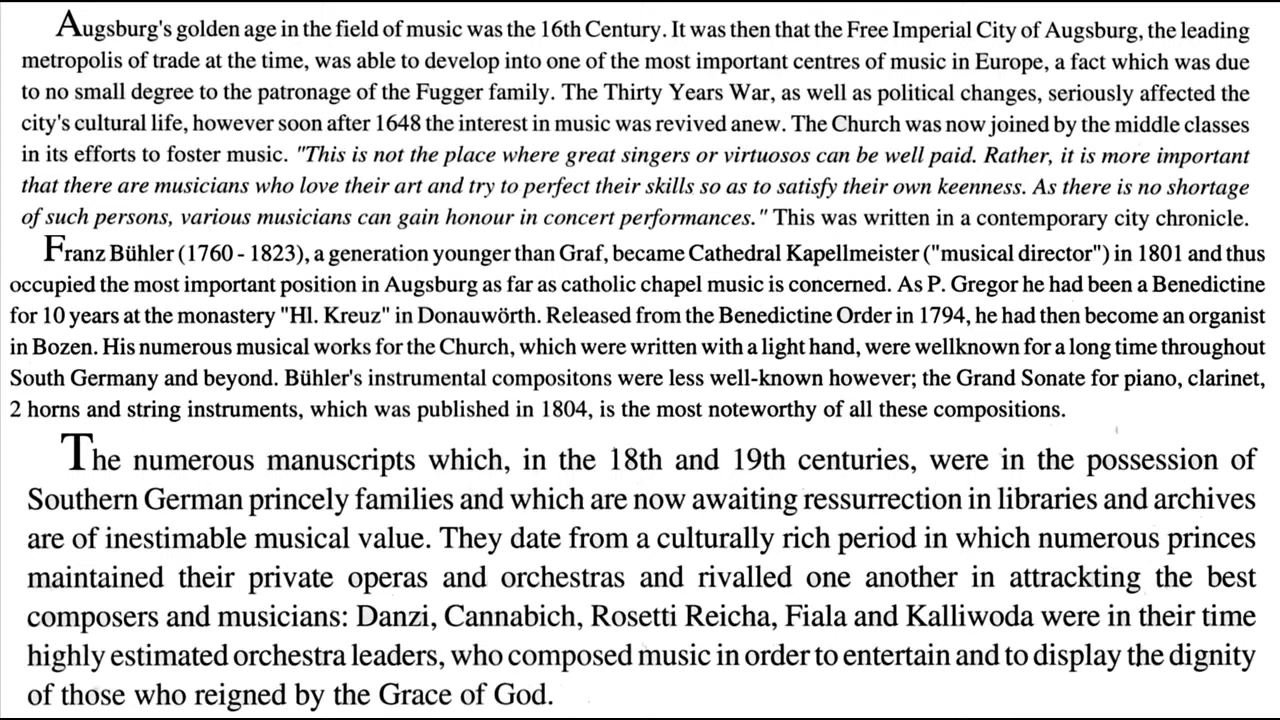 Augsburg's golden age in the field of music was the 16th Century. It was then that the Free Imperial City of Augsburg, the leading
metropolis of trade at the time, was able to develop into one of the most important centres of music in Europe, a fact which was due
to no small degree to the patronage of the Fugger family. The Thirty Years War, as well as political changes, seriously affected the
city's cultural life, however soon after 1648 the interest in music was revived anew. The Church was now joined by the middle classes
in its efforts to foster music. "This is not the place where great singers or virtuosos can be well paid. Rather, it is more important
that there are musicians who love their art and try to perfect their skills so as to satisfy their own keenness. As there is no shortage
of such persons, various musicians can gain honour in concert performances." This was written in a contemporary city chronicle.
Franz Bühler (1760 - 1823), a generation younger than Graf, became Cathedral Kapellmeister ("musical director") in 1801 and thus
occupied the most important position in Augsburg as far as catholic chapel music is concerned. As P. Gregor he had been a Benedictine
for 10 years at the monastery "Hl. Kreuz" in Donauwörth. Released from the Benedictine Order in 1794, he had then become an organist
in Bozen. His numerous musical works for the Church, which were written with a light hand, were wellknown for a long time throughout
South Germany and beyond. Bühler's instrumental compositons were less well-known however; the Grand Sonate for piano, clarinet,
2 horns and string instruments, which was published in 1804, is the most noteworthy of all these compositions.
The numerous manuscripts which, in the 18th and 19th centuries, were in the possession of
Southern German princely families and which are now awaiting ressurrection in libraries and archives
are of inestimable musical value. They date from a culturally rich period in which numerous princes
maintained their private operas and orchestras and rivalled one another in attrackting the best
composers and musicians: Danzi, Cannabich, Rosetti Reicha, Fiala and Kalliwoda were in their time
highly estimated orchestra leaders, who composed music in order to entertain and to display the dignity
of those who reigned by the Grace of God.